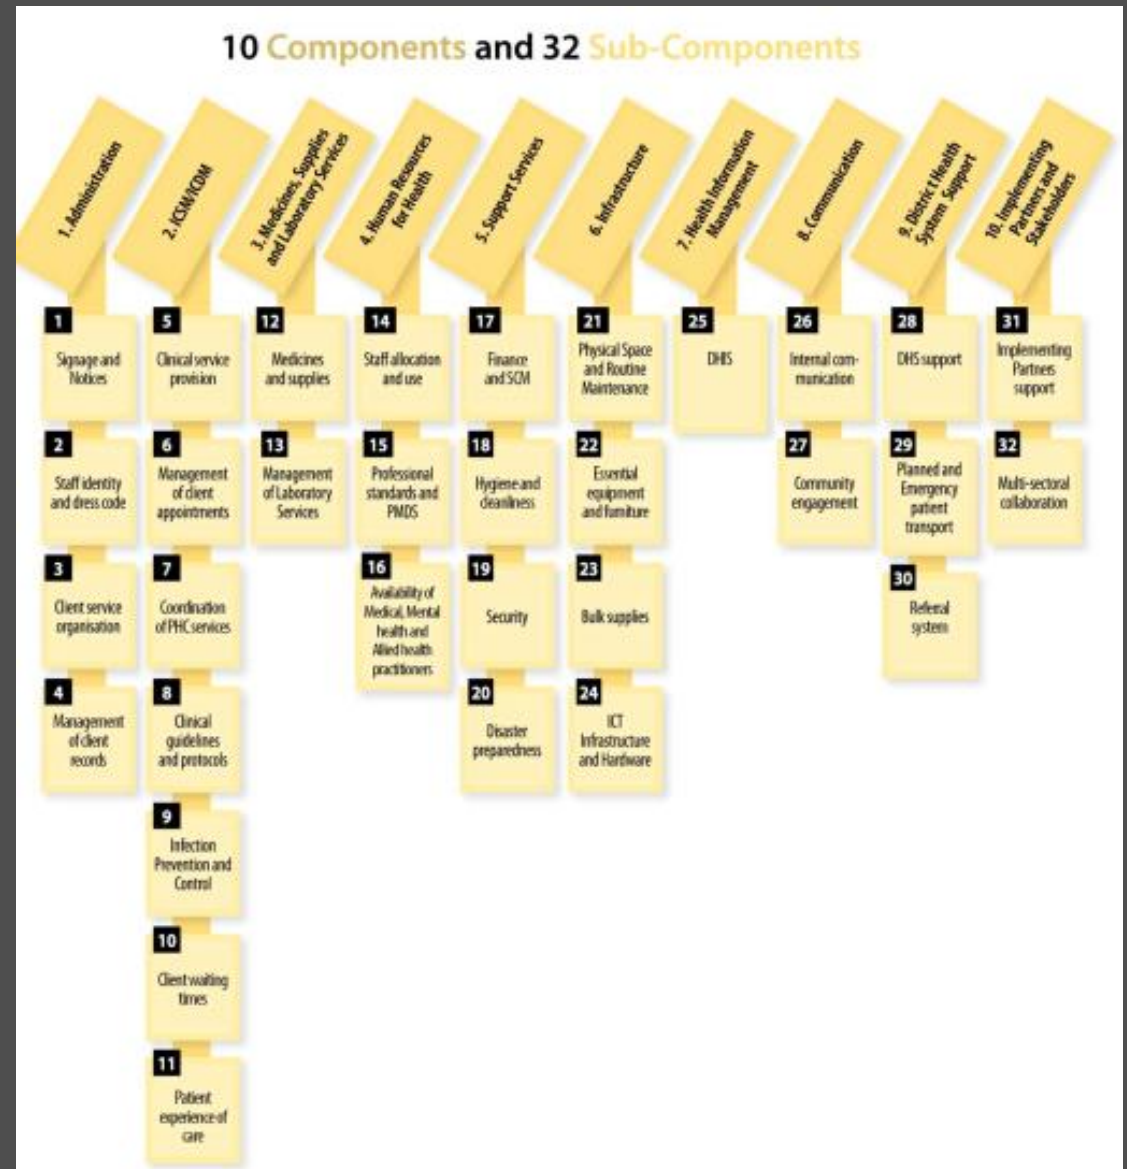 10 Components and 32 Sub-Components
1. Administration
2. ICSM/ICDM
3. Medicines, Supplies
and Laboratory Services
4. Human Resources
for Health
5. Support Services
6. Infrastructure
7. Health Information
Management
8. Communication
9. District Health
System Support
10. Implementing
Partners and
Stakeholders
1
Signage and
Notices
2
Staff identity
and dress code
3
Client service
organisation
4
Management
of client
records
5
Clinical service
provision
6
Management
of client
appointments
7
Coordination
of PHC services
8
Clinical
guidelines
and protocols
9
Infection
Prevention and
Control
10
Client waiting
times
11
Patient
experience of
care
12
Medicines
and supplies
13
Management
of Laboratory
Services
14
Staff allocation
and use
15
Professional
standards and
PMDS
16
Availability of
Medical, Mental
health and
Allied health
practitioners
17
Finance
and SCM
18
Hygiene and
cleanliness
19
Security
20
Disaster
preparedness
21
Physical Space
and Routine
Maintenance
22
Essential
equipment
and furniture
23
Bulk supplies
24
ICT
Infrastructure
and Hardware
25
DHIS
26
Internal com-
munication
27
Community
engagement
28
DHS support
29
Planned and
Emergency
patient
transport
30
Referral
system
31
Implementing
Partners
support
32
Multi-sectoral
collaboration